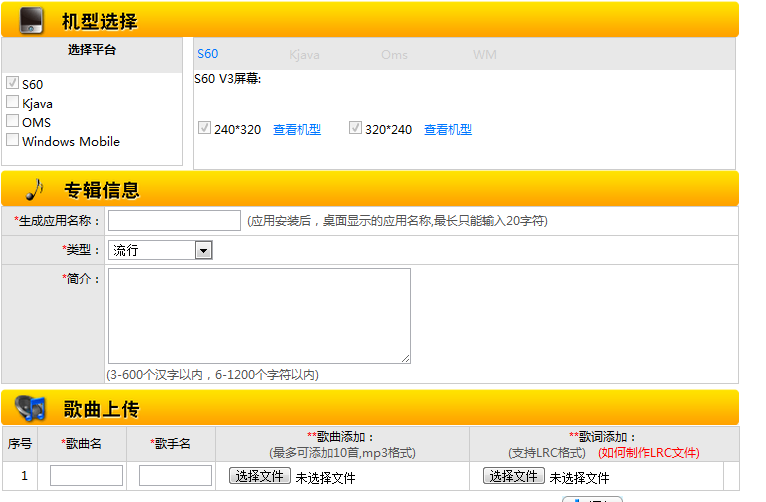 机型选择
选择平台
S60 Kjava Oms WM
S60 V3屏幕:
S60
Kjava
OMS
Windows Mobile
240*320 查看机型 320*240 查看机型
专辑信息
*生成应用名称： (应用安装后，桌面显示的应用名称,最长只能输入20字符)
*类型： 流行
*简介：
(3-600个汉字以内，6-1200个字符以内)
歌曲上传
序号 *歌曲名 *歌手名 **歌曲添加： **歌词添加：
(最多可添加10首,mp3格式) (支持LRC格式) (如何制作LRC文件)
1 选择文件 未选择文件 选择文件 未选择文件